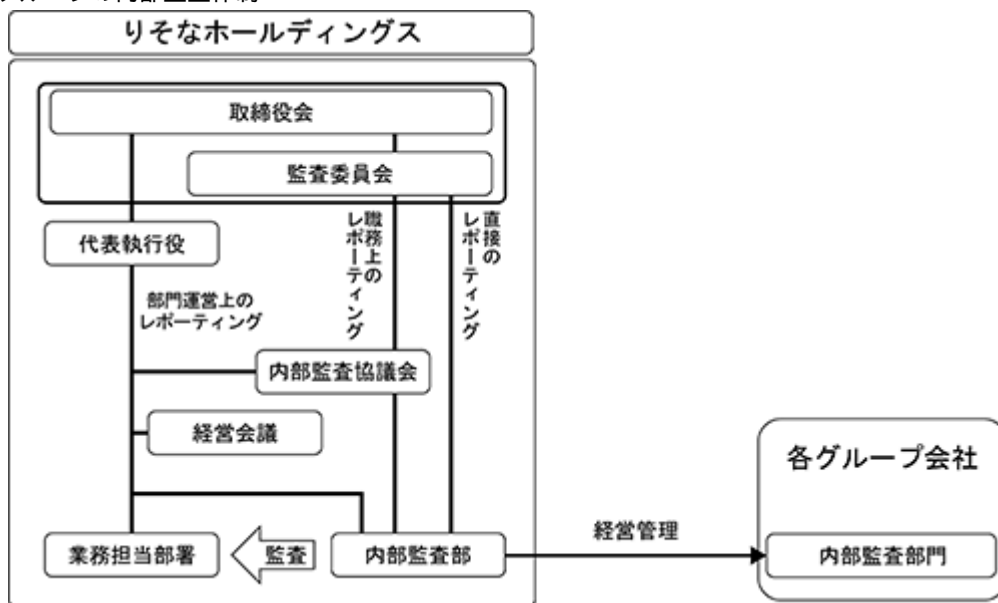 りそなホールディングス
取締役会
監査委員会
代表執行役
職務上の
レポーティング
直接の
レポーティング
部門運営上の
レポーティング
内部監査協議会
経営会議
各グループ会社
業務担当部署
監査
内部監査部
経営管理
内部監査部門